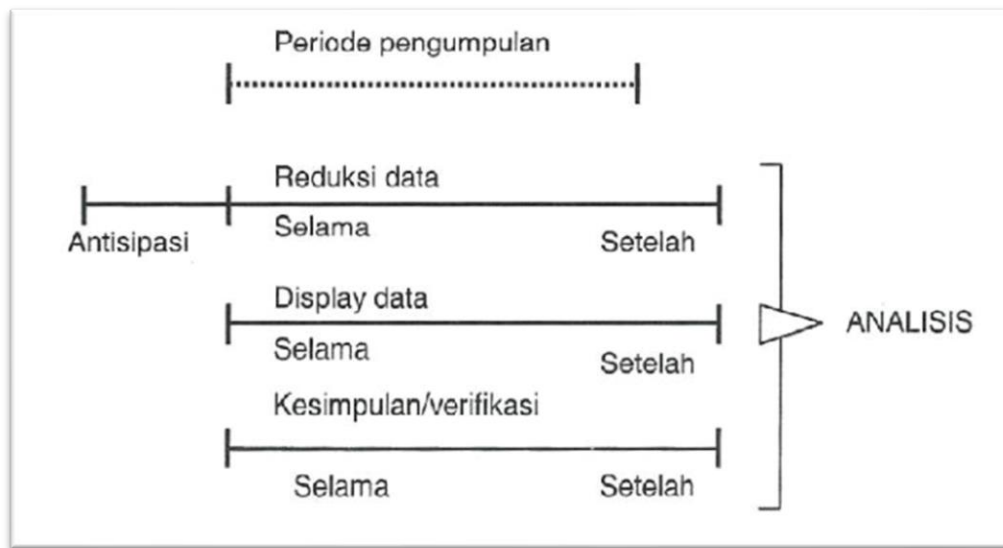 Periode pengumpulan
Reduksi data
Selama
Antisipasi
Setelah
Display data
ANALISIS
Selama
Setelah
Kesimpulan/verifikasi
Selama
Setelah